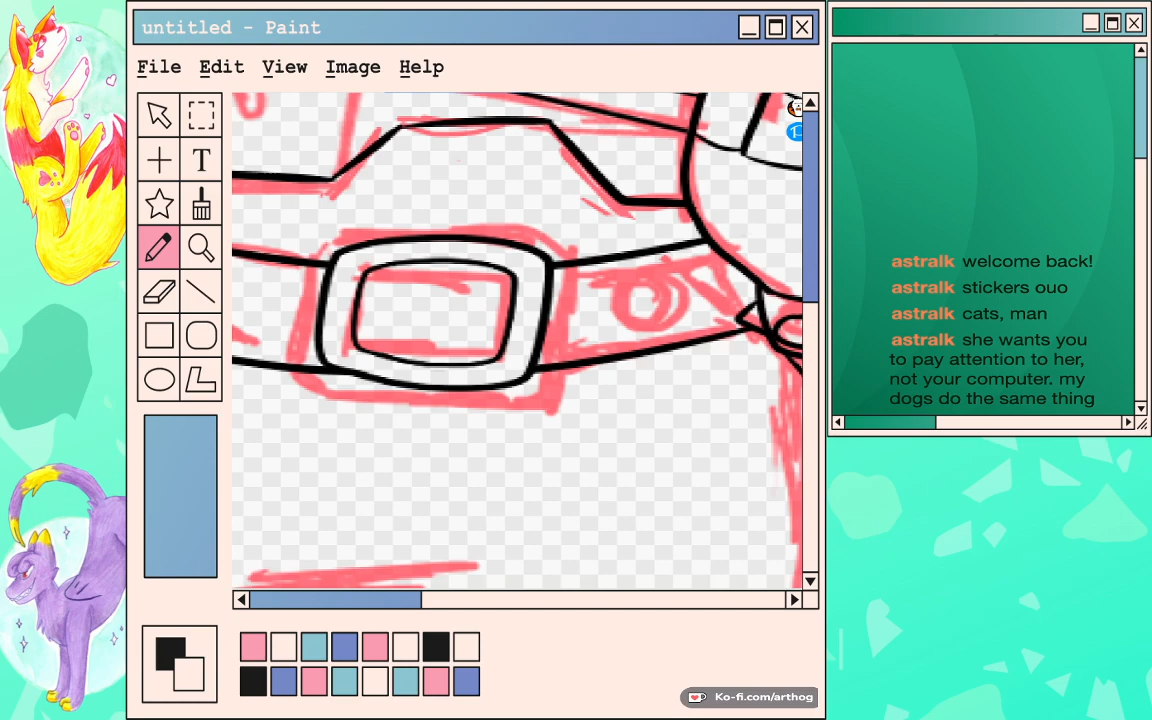 untitled - Paint
File Edit View Image Help
T
astralk welcome back!
astralk stickers ouo
astralk cats, man
astralk she wants you
to pay attention to her,
not your computer. my
dogs do the same thing
Ko-fi.com/arthog